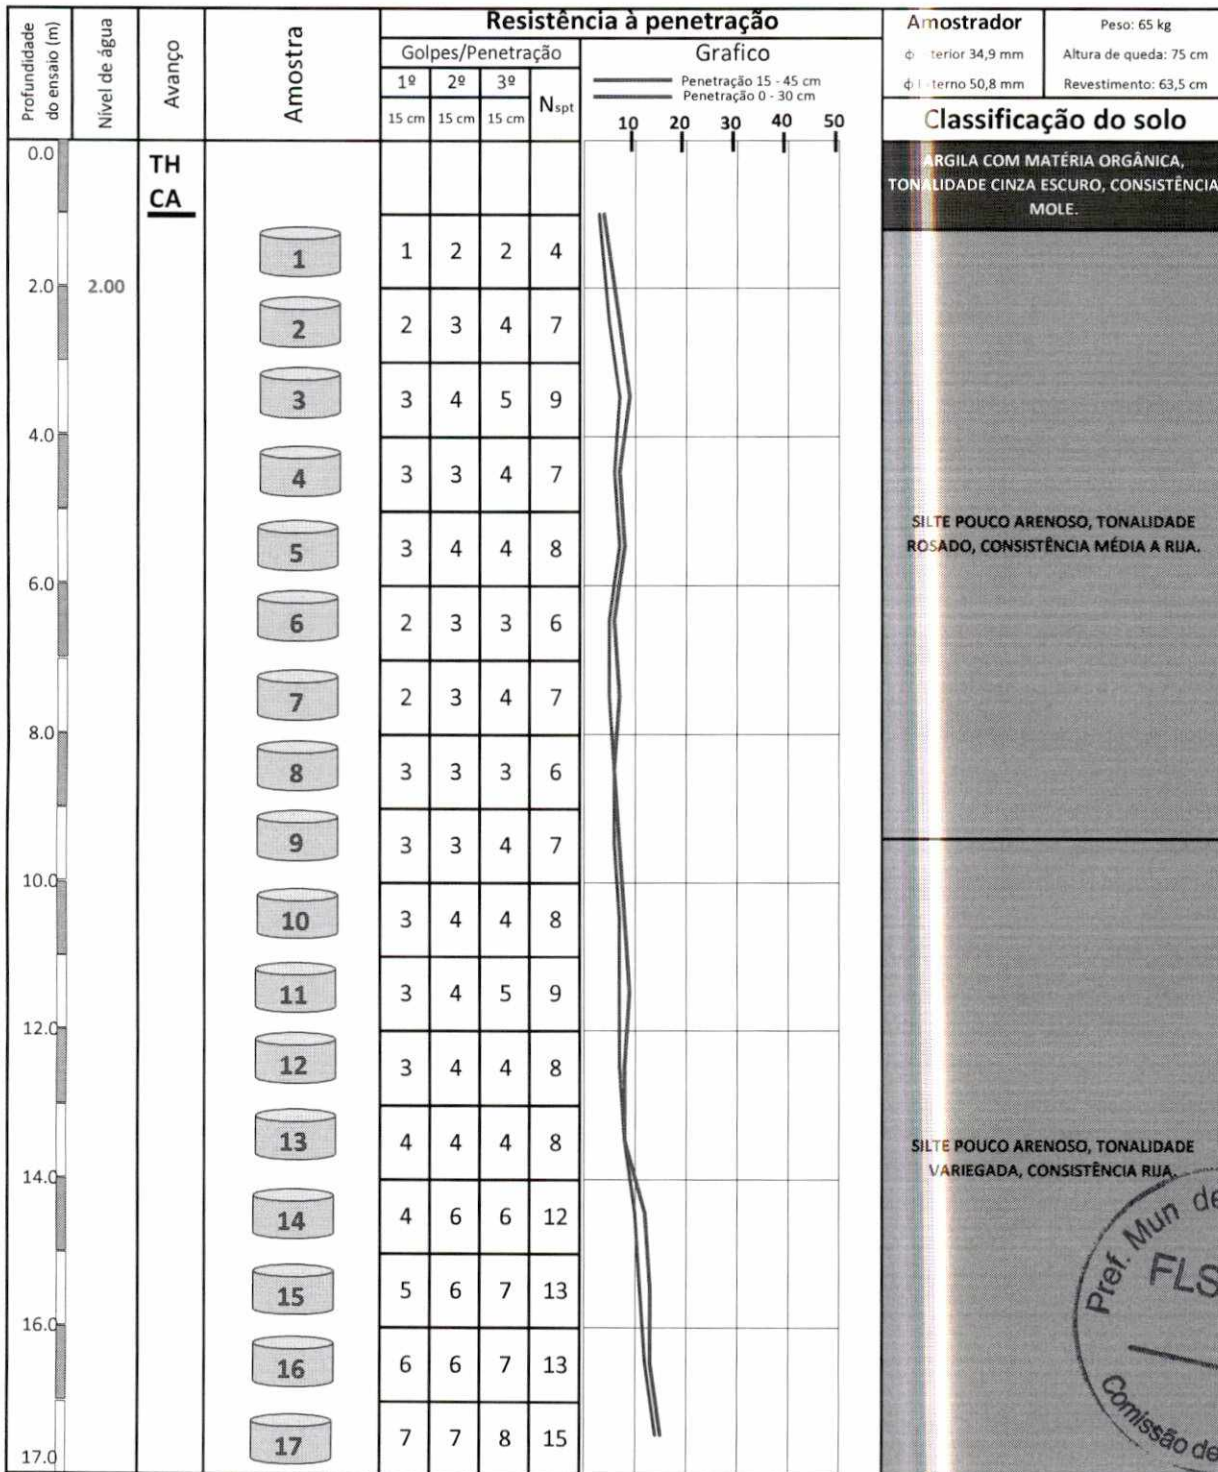 Resistência à penetração
Profundidade do ensaio (m)
Nivel de água
Avanço
Amostra
Golpes/Penetração
1º 2º 3º Nspt
15 cm 15 cm 15 cm
Grafico
Penetração 15 - 45 cm
Penetração 0 - 30 cm
10 20 30 40 50
Amostrador
ϕ terior 34,9 mm
ϕ terno 50,8 mm
Peso: 65 kg
Altura de queda: 75 cm
Revestimento: 63,5 cm
Classificação do solo
0.0
TH
CA
ARGILA COM MATÉRIA ORGÂNICA,
TONALIDADE CINZA ESCURO, CONSISTÊNCIA
MOLE.
1 1 2 2 4
2.0 2.00
2 2 3 4 7
3 3 4 5 9
4.0
4 3 3 4 7
5 3 4 4 8
SILTE POUCO ARENOSO, TONALIDADE
ROSADO, CONSISTÊNCIA MÉDIA A RIJA.
6.0
6 2 3 3 6
7 2 3 4 7
8.0
8 3 3 3 6
9 3 3 4 7
10.0
10 3 4 4 8
11 3 4 5 9
12.0
12 3 4 4 8
13 4 4 4 8
SILTE POUCO ARENOSO, TONALIDADE
VARIEGADA, CONSISTÊNCIA RIJA.
14.0
14 4 6 6 12
15 5 6 7 13
16.0
16 6 6 7 13
17 7 7 8 15
17.0
Pref. Mun de
FLS
Comissão de